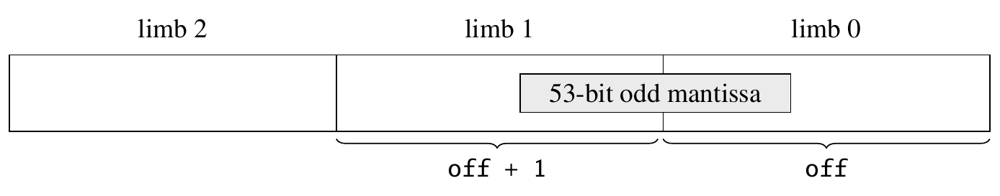 limb 2 limb 1 limb 0
53-bit odd mantissa
off + 1 off